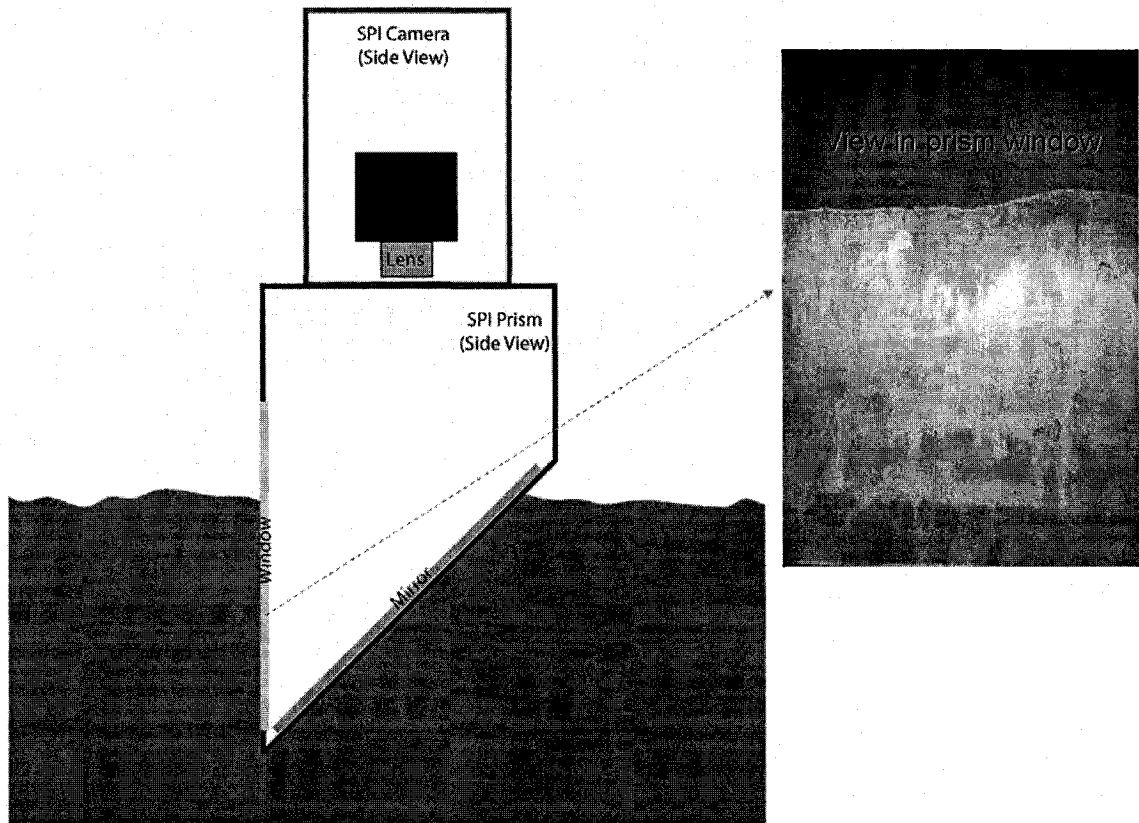 SPI Camera
(Side View)
Lens
SPI Prism
(Side View)
Window
Mirror
View in prism window